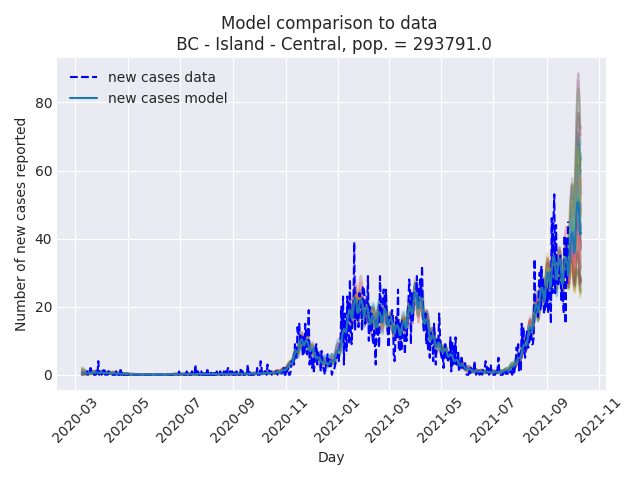 Model comparison to data
BC - Island - Central, pop. = 293791.0
new cases data
new cases model
Number of new cases reported
80
60
40
20
0
2020-03
2020-05
2020-07
2020-09
2020-11
2021-01
2021-03
2021-05
2021-07
2021-09
2021-11
Day